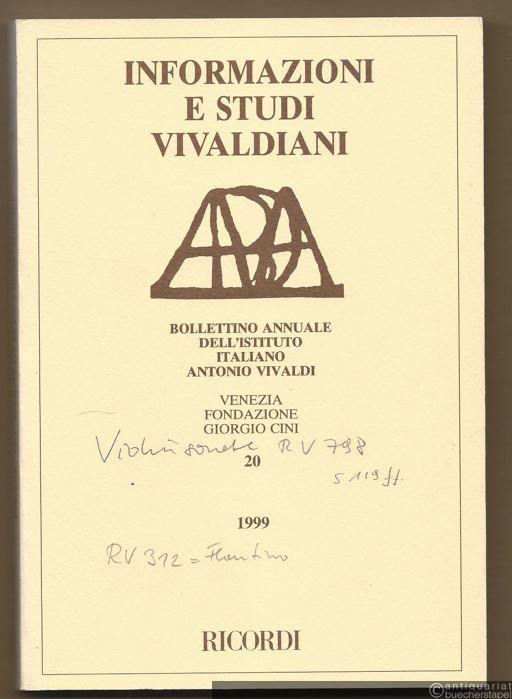 INFORMAZIONI
E STUDI
VIVALDIANI
BOLLETTINO ANNUALE
DELL'ISTITUTO
ITALIANO
ANTONIO VIVALDI
VENEZIA
FONDAZIONE
GIORGIO CINI
Violinsonate RV 798
20
S 119 ff.
1999
RV 312 = Flautino
RICORDI
©antiquariat
buecherstapel